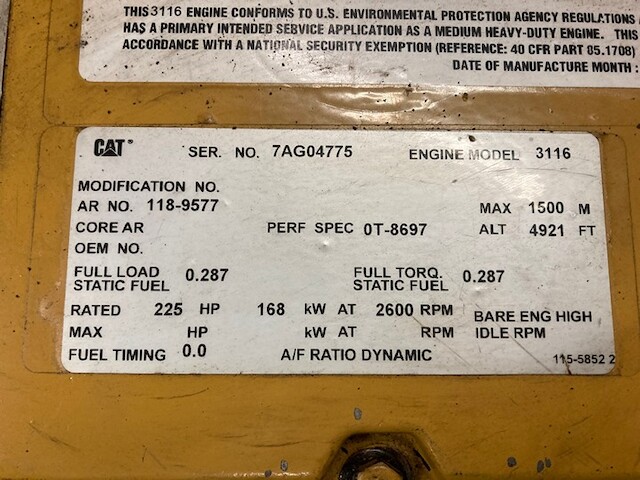 THIS 3116 ENGINE CONFORMS TO U.S. ENVIRONMENTAL PROTECTION AGENCY REGULATIONS
HAS A PRIMARY INTENDED SERVICE APPLICATION AS A MEDIUM HEAVY-DUTY ENGINE. THIS
ACCORDANCE WITH A NATIONAL SECURITY EXEMPTION (REFERENCE: 40 CFR PART 05.1708)
DATE OF MANUFACTURE MONTH:
CAT® SER. NO. 7AG04775 ENGINE MODEL 3116
MODIFICATION NO.
AR NO. 118-9577 MAX 1500 M
CORE AR PERF SPEC 0T-8697 ALT 4921 FT
OEM NO.
FULL LOAD 0.287 FULL TORQ. 0.287
STATIC FUEL STATIC FUEL
RATED 225 HP 168 kW AT 2600 RPM BARE ENG HIGH
MAX HP kW AT RPM IDLE RPM
FUEL TIMING 0.0 A/F RATIO DYNAMIC
115-5852 2